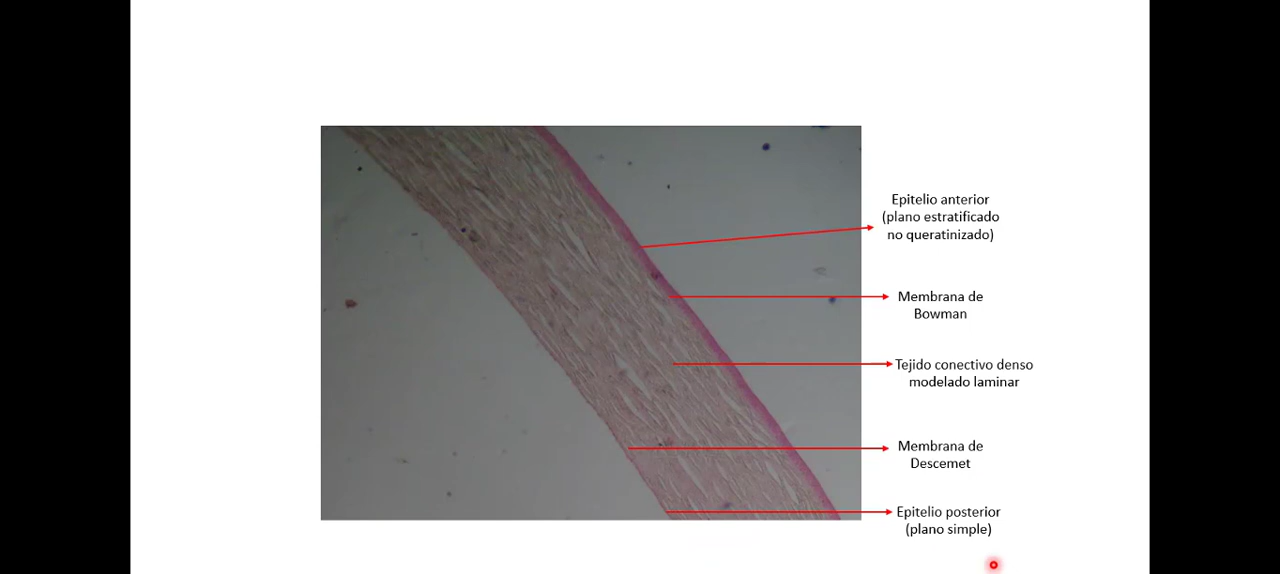 Epitelio anterior
(plano estratificado
no queratinizado)
Membrana de
Bowman
Tejido conectivo denso
modelado laminar
Membrana de
Descemet
Epitelio posterior
(plano simple)